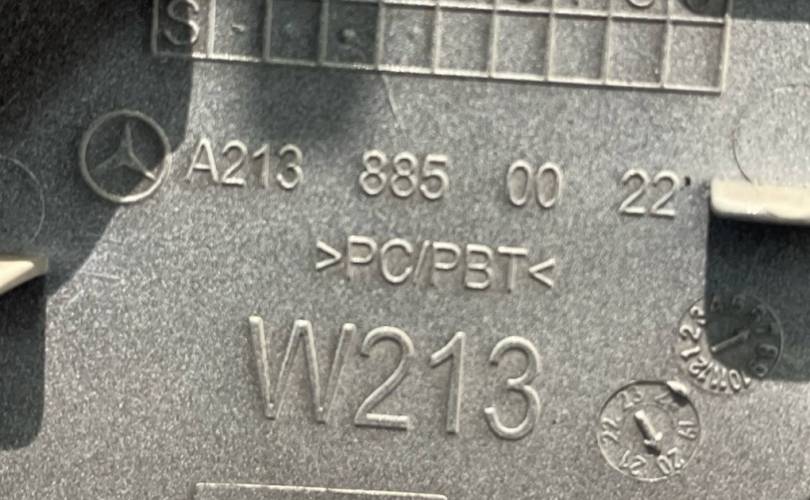 S
A213 885 00 22
>PC/PBT<
W213